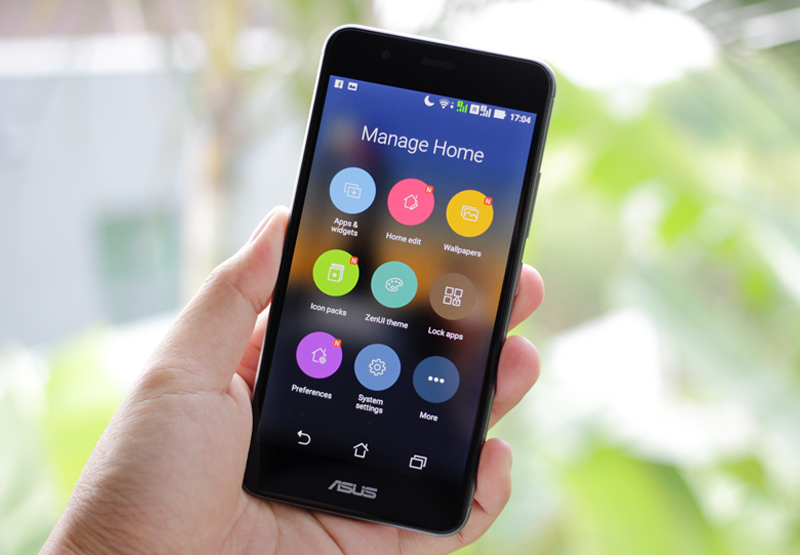 17:04
Manage Home
N
N
Apps &
widgets
Home edit
Wallpapers
N
Icon packs
ZenUI theme
Lock apps
N
Preferences
System
settings
More
ASUS